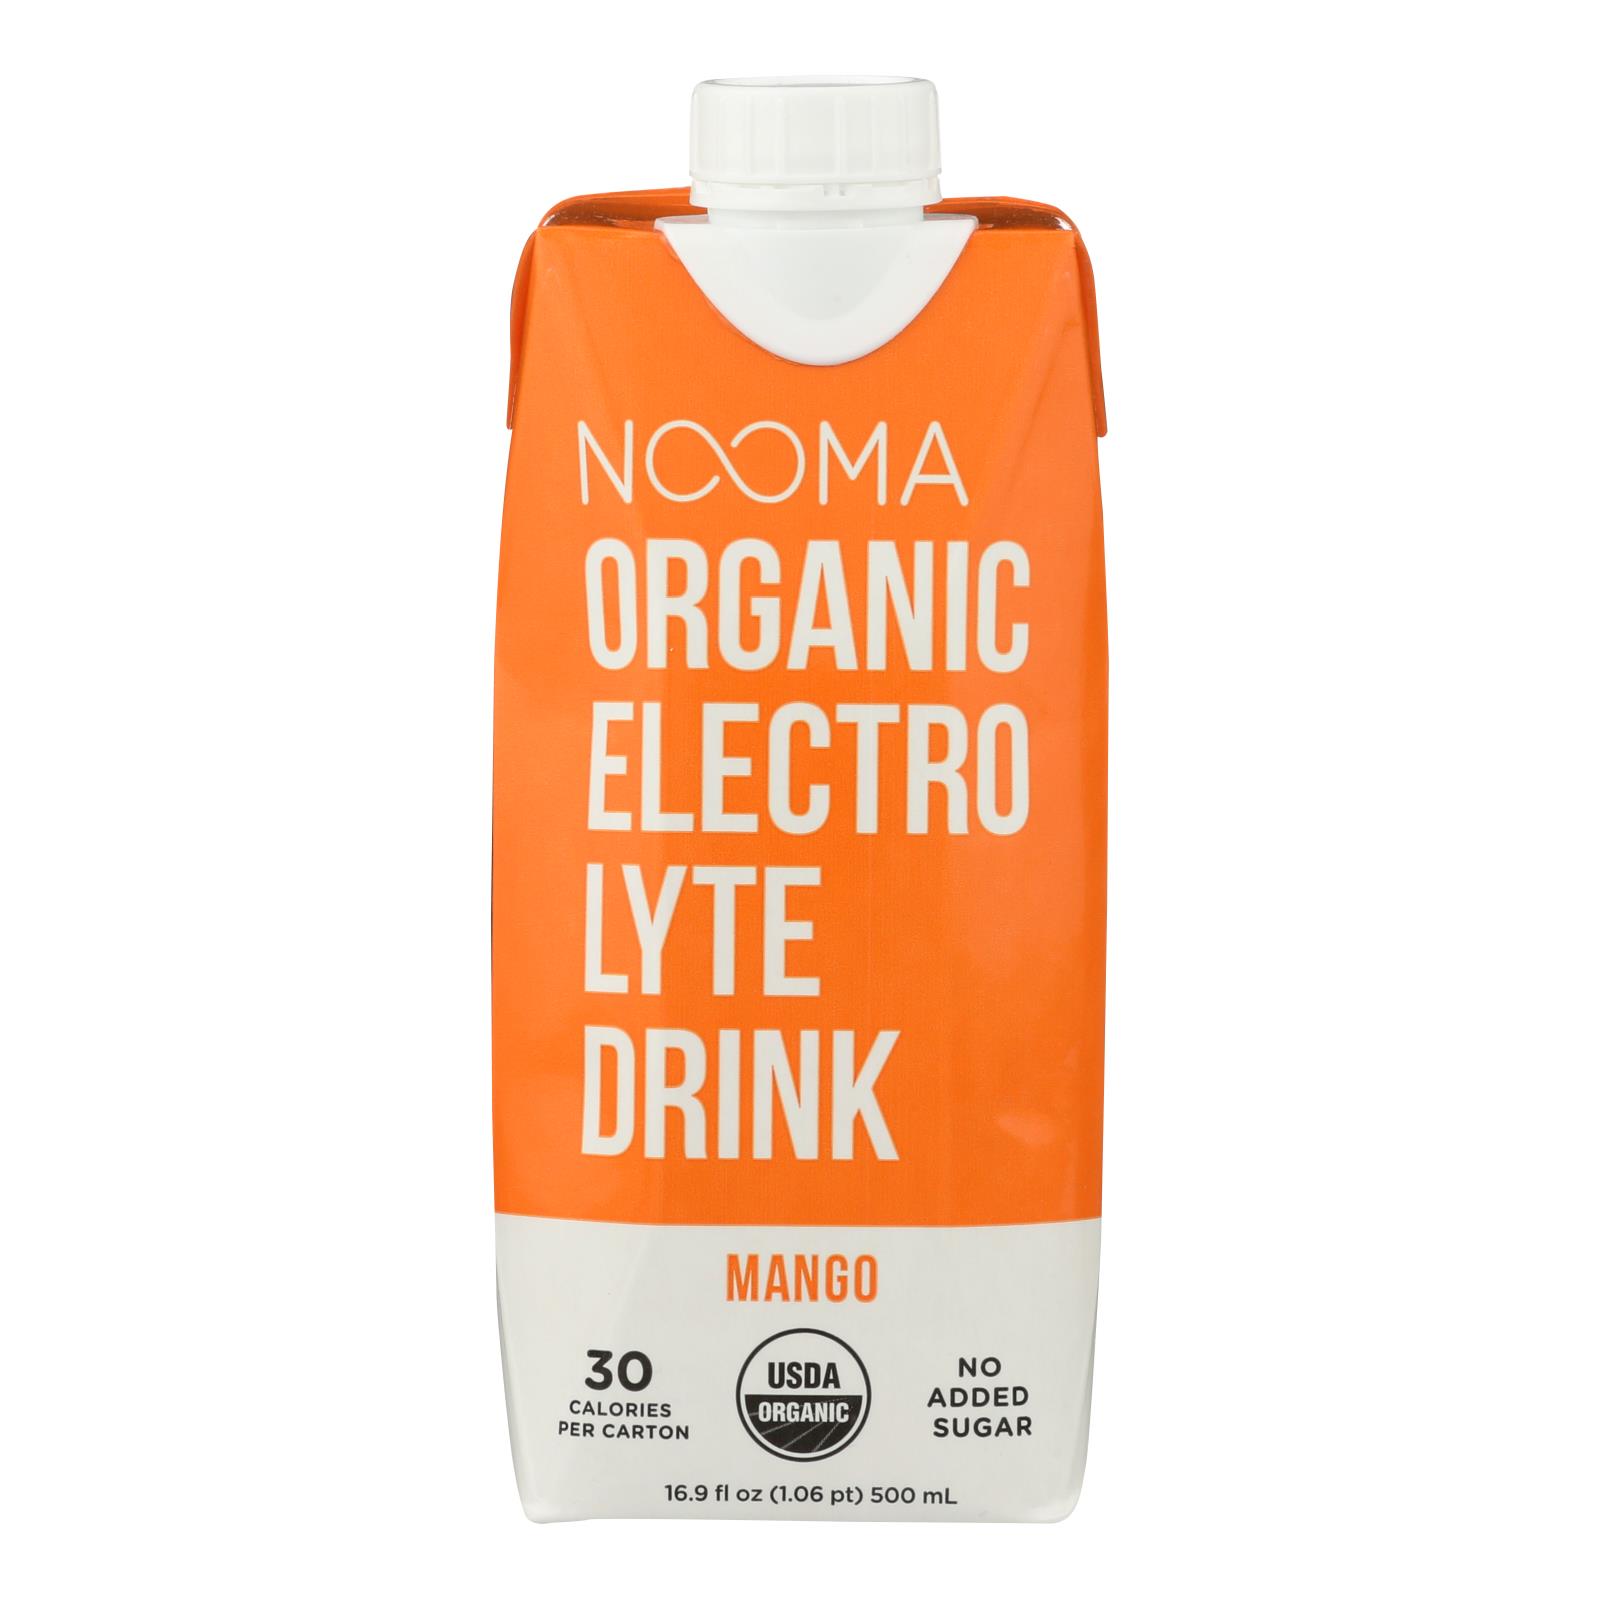 NOOMA
ORGANIC
ELECTRO
LYTE
DRINK
MANGO
30
CALORIES
PER CARTON
USDA
ORGANIC
NO
ADDED
SUGAR
16.9 fl oz (1.06 pt) 500 mL